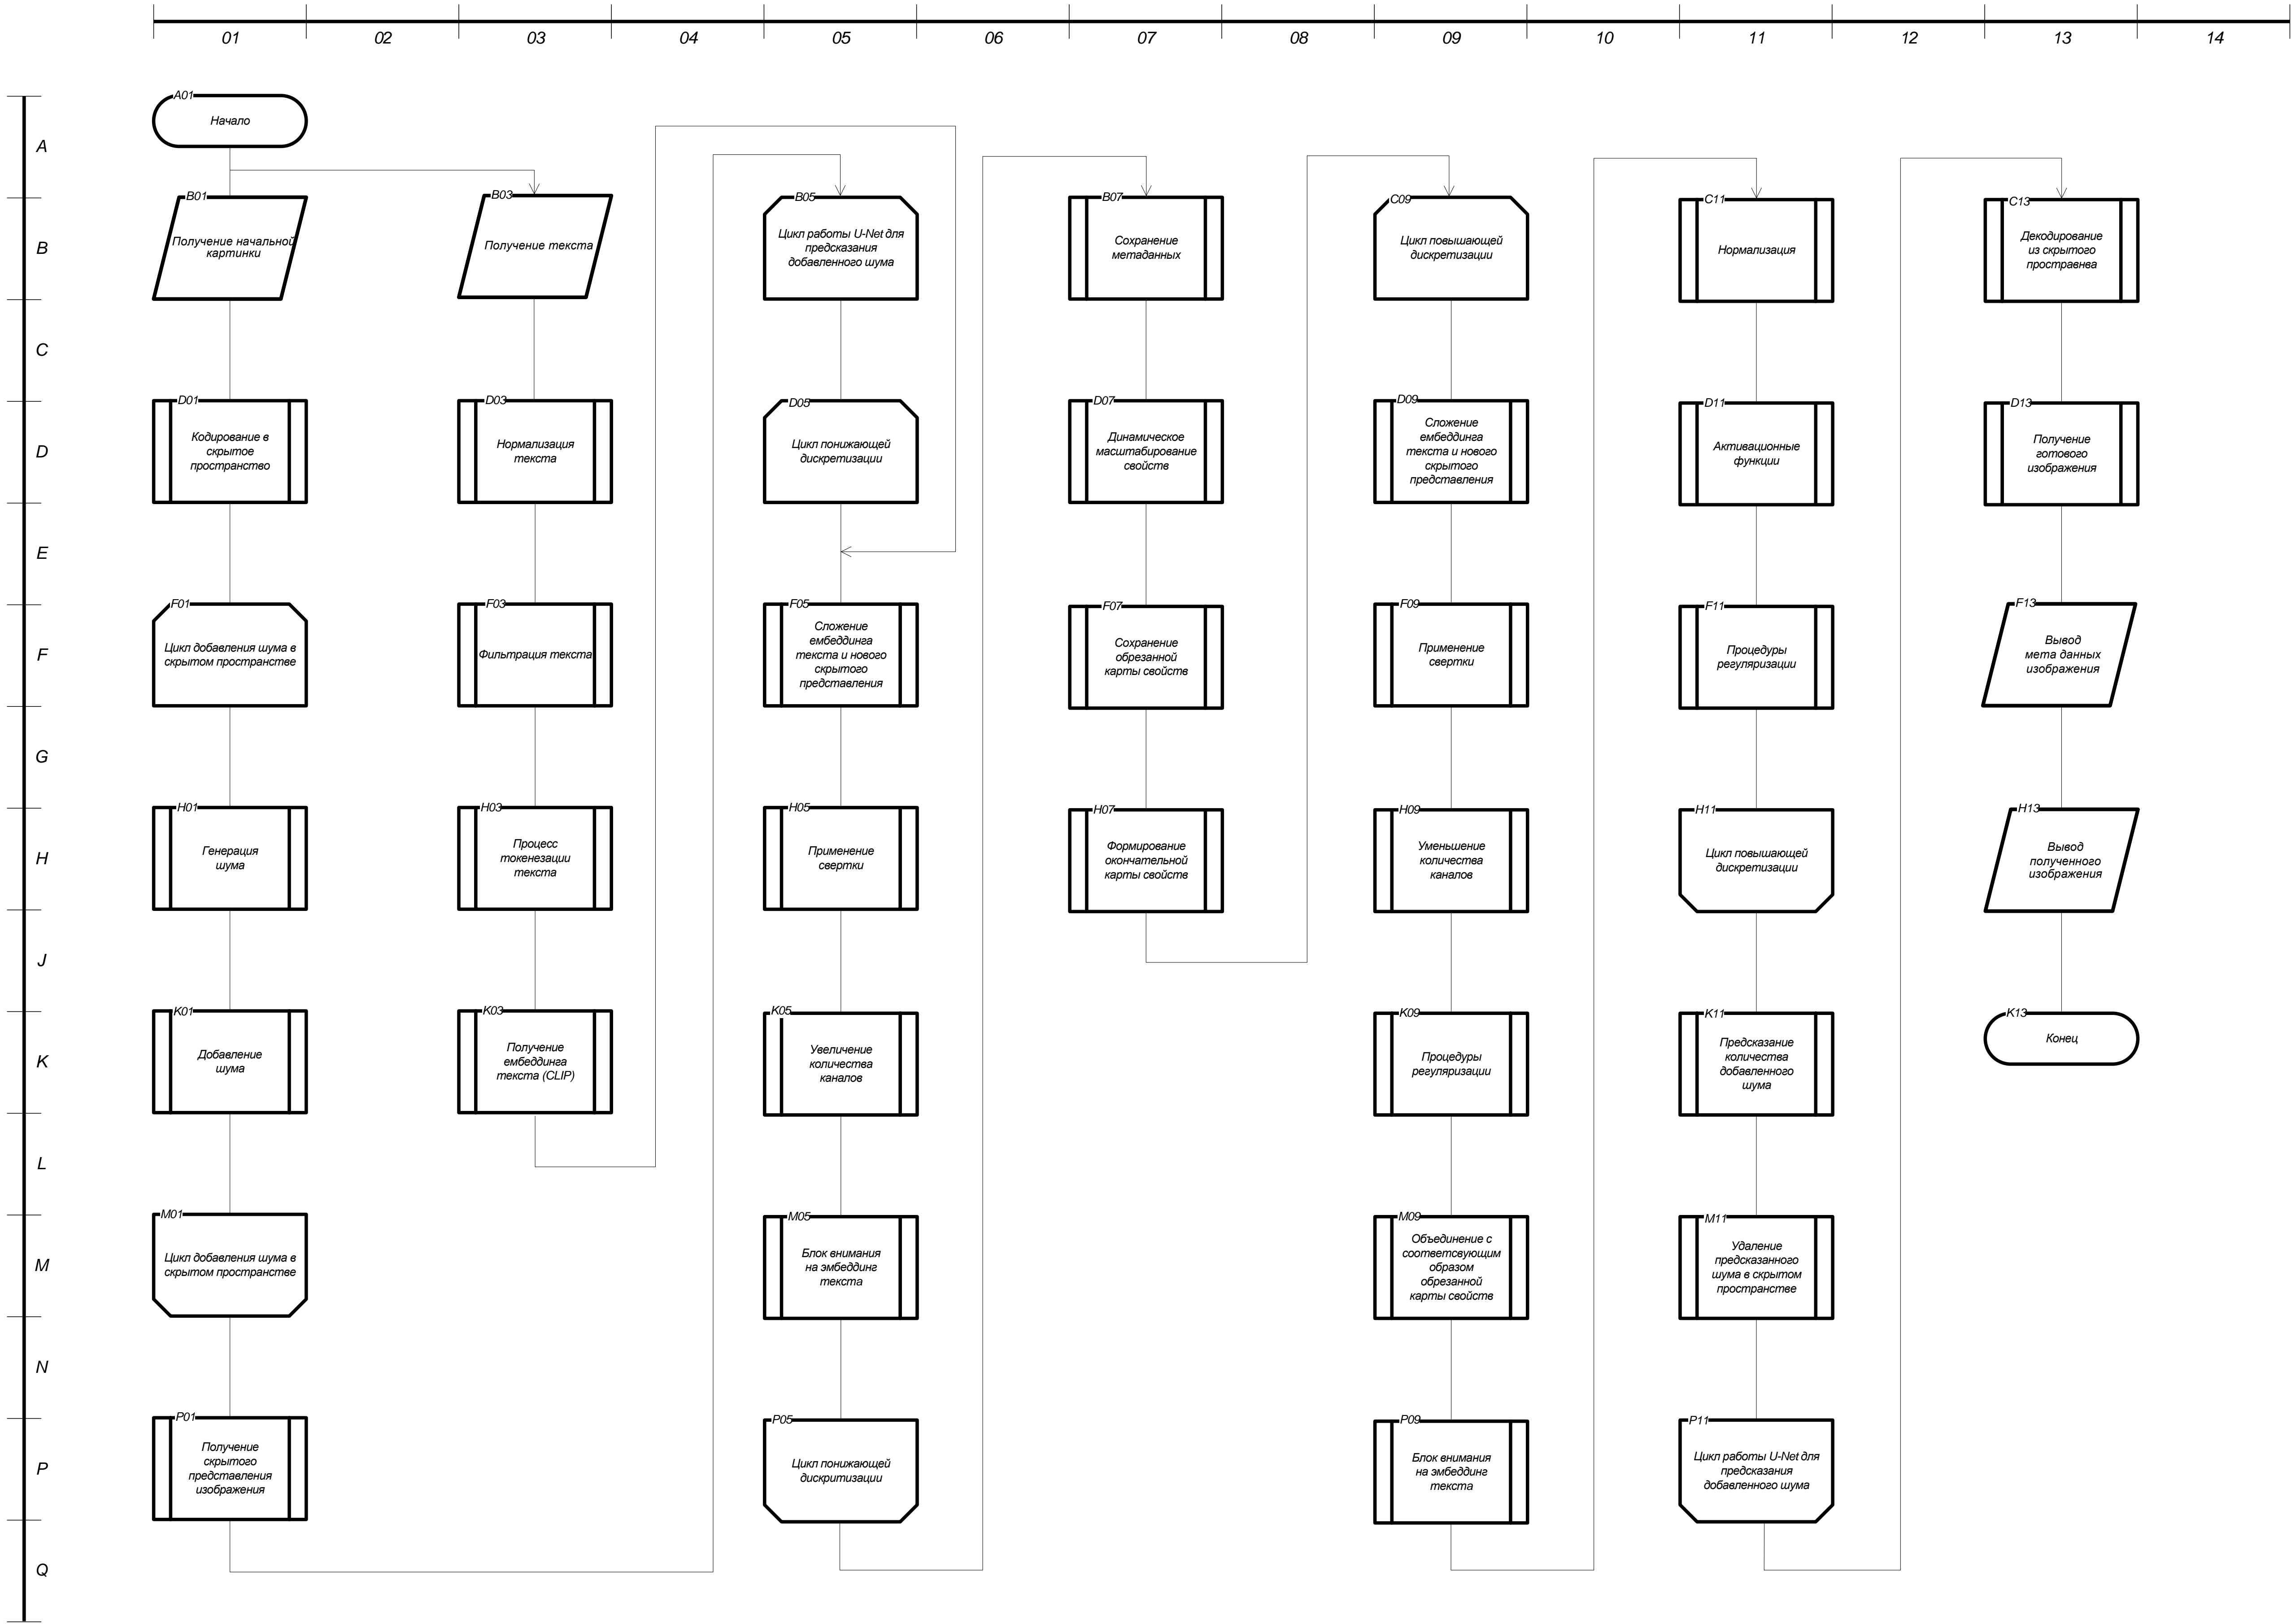 01 02 03 04 05 06 07 08 09 10 11 12 13 14
A
B
C
D
E
F
G
H
J
K
L
M
N
P
Q
A01
Начало
B01
Получение начальной
картинки
D01
Кодирование в
скрытое
пространство
F01
Цикл добавления шума в
скрытом пространстве
H01
Генерация
шума
K01
Добавление
шума
M01
Цикл добавления шума в
скрытом пространстве
P01
Получение
скрытого
представления
изображения
B03
Получение текста
D03
Нормализация
текста
F03
Фильтрация текста
H03
Процесс
токенезации
текста
K03
Получение
ембеддинга
текста (CLIP)
B05
Цикл работы U-Net для
предсказания
добавленного шума
D05
Цикл понижающей
дискретизации
F05
Сложение
ембеддинга
текста и нового
скрытого
представления
H05
Применение
свертки
K05
Увеличение
количества
каналов
M05
Блок внимания
на эмбеддинг
текста
P05
Цикл понижающей
дискритизации
B07
Сохранение
метаданных
D07
Динамическое
масштабирование
свойств
F07
Сохранение
обрезанной
карты свойств
H07
Формирование
окончательной
карты свойств
C09
Цикл повышающей
дискретизации
D09
Сложение
ембеддинга
текста и нового
скрытого
представления
F09
Применение
свертки
H09
Уменьшение
количества
каналов
K09
Процедуры
регуляризации
M09
Объединение с
соответсвующим
образом
обрезанной
карты свойств
P09
Блок внимания
на эмбеддинг
текста
C11
Нормализация
D11
Активационные
функции
F11
Процедуры
регуляризации
H11
Цикл повышающей
дискретизации
K11
Предсказание
количества
добавленного
шума
M11
Удаление
предсказанного
шума в скрытом
пространстве
P11
Цикл работы U-Net для
предсказания
добавленного шума
C13
Декодирование
из скрытого
простравнва
D13
Получение
готового
изображения
F13
Вывод
мета данных
изображения
H13
Вывод
полученного
изображения
K13
Конец